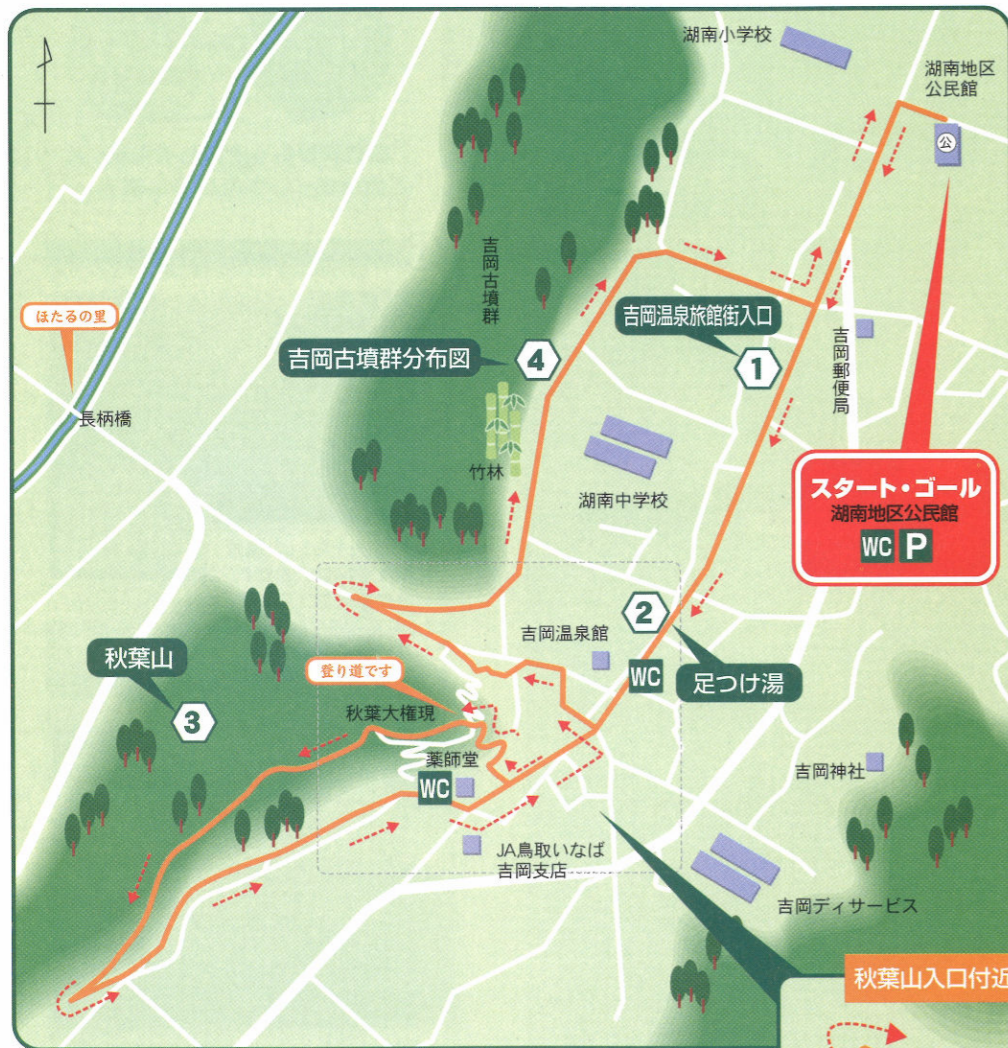 湖南小学校
湖南地区
公民館
公
吉岡古墳群
ほたるの里
吉岡温泉旅館街入口
1
吉岡古墳群分布図
4
吉岡郵便局
長柄橋
竹林
湖南中学校
スタート・ゴール
湖南地区公民館
WC P
2
吉岡温泉館
秋葉山
WC
足つけ湯
登り道です
3
秋葉大権現
薬師堂
WC
吉岡神社
JA鳥取いなば
吉岡支店
吉岡ディサービス
秋葉山入口付近